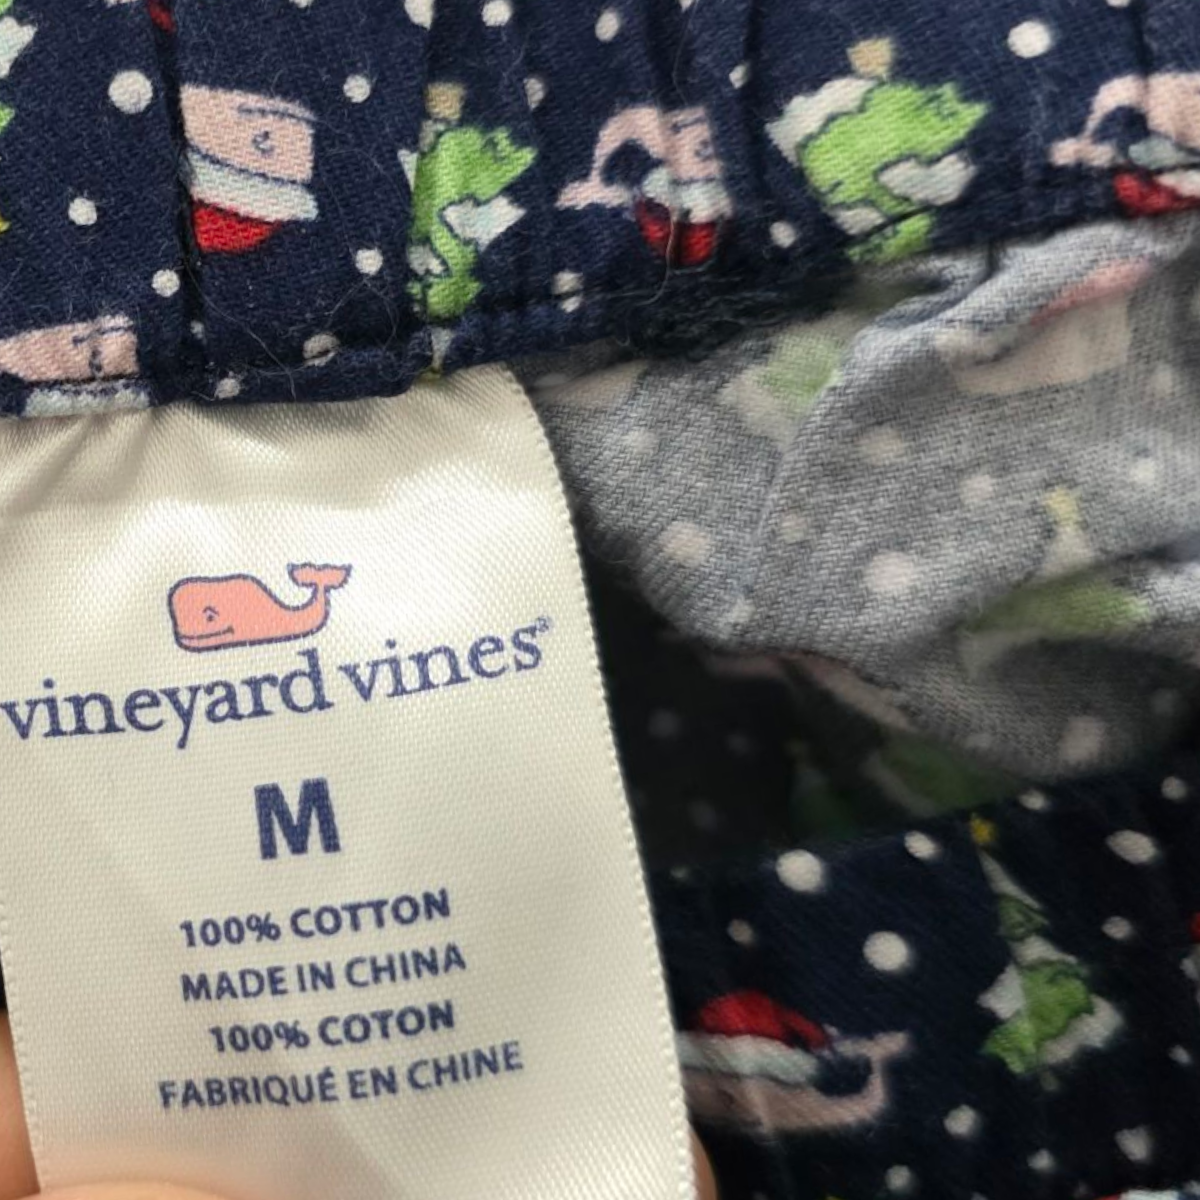 vineyard vines®
M
100% COTTON
MADE IN CHINA
100% COTON
FABRIQUÉ EN CHINE